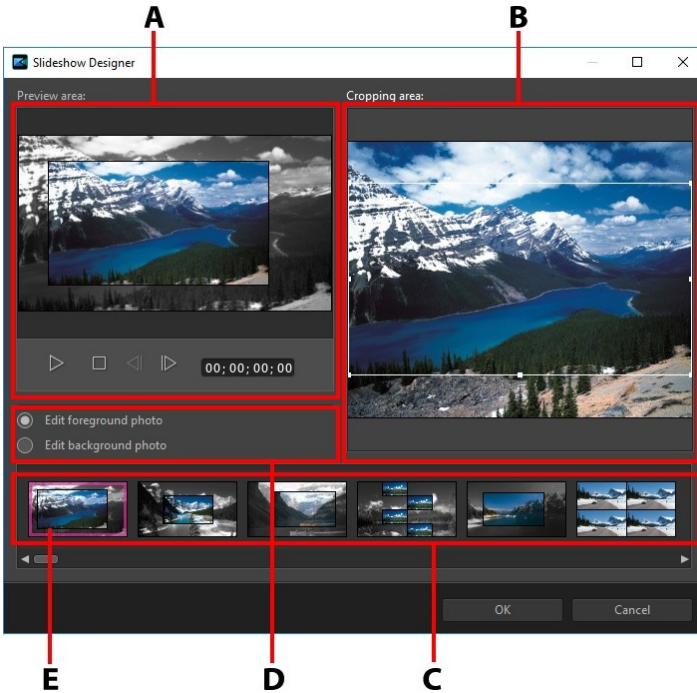 A
B
Slideshow Designer
Preview area:
Cropping area:
00; 00; 00; 00
Edit foreground photo
Edit background photo
OK
Cancel
E
D
C